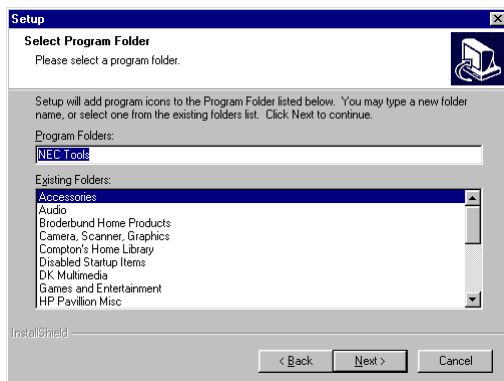 Setup
Select Program Folder
Please select a program folder.
Setup will add program icons to the Program Folder listed below. You may type a new folder
name, or select one from the existing folders list. Click Next to continue.
Program Folders:
NEC Tools
Existing Folders:
Accessories
Audio
Broderbund Home Products
Camera, Scanner, Graphics
Compton's Home Library
Disabled Startup Items
DK Multimedia
Games and Entertainment
HP Pavillion Misc
InstallShield
< Back
Next >
Cancel